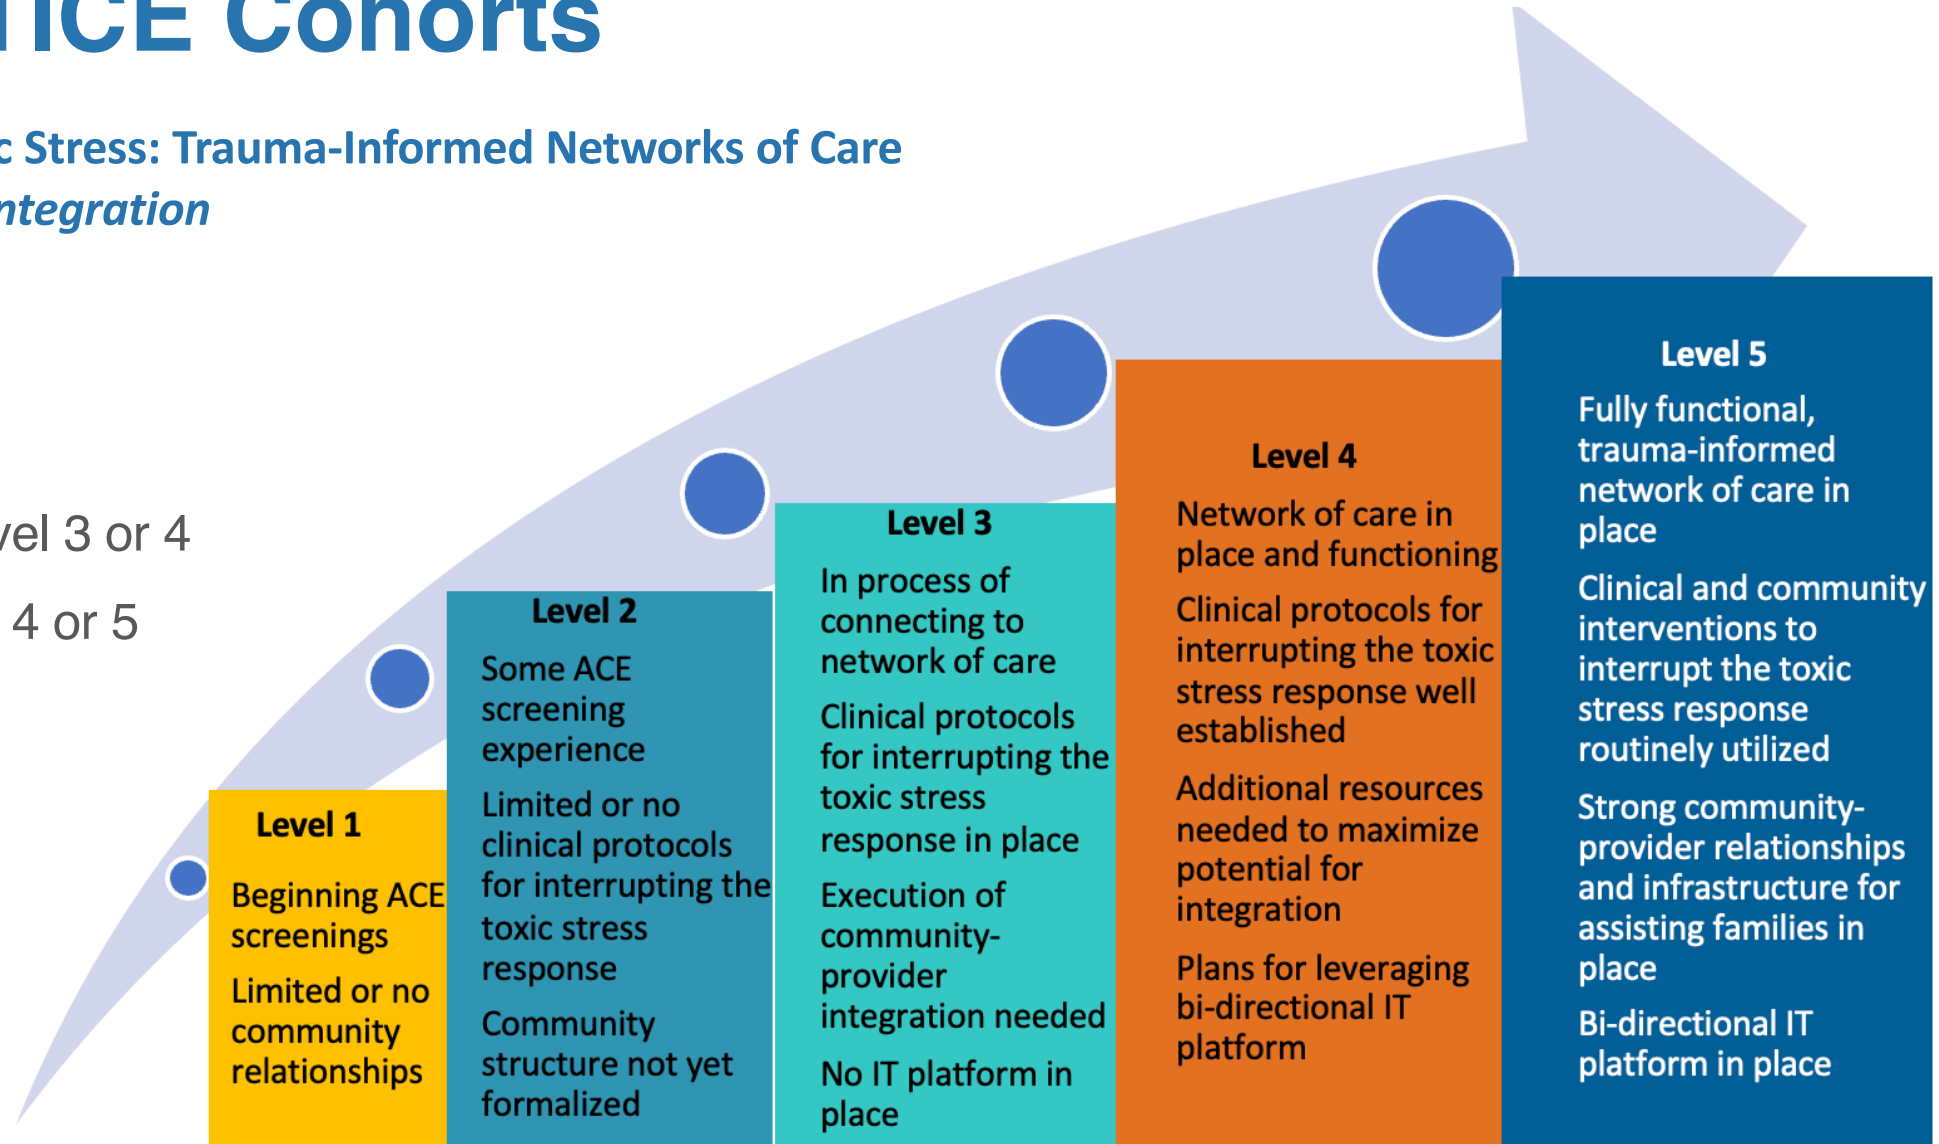 TICE Cohorts
c Stress: Trauma-Informed Networks of Care
ntegration
vel 3 or 4
4 or 5
Level 1
Beginning ACE
screenings
Limited or no
community
relationships
Level 2
Some ACE
screening
experience
Limited or no
clinical protocols
for interrupting the
toxic stress
response
Community
structure not yet
formalized
Level 3
In process of
connecting to
network of care
Clinical protocols
for interrupting the
toxic stress
response in place
Execution of
community-
provider
integration needed
No IT platform in
place
Level 4
Network of care in
place and functioning
Clinical protocols for
interrupting the toxic
stress response well
established
Additional resources
needed to maximize
potential for
integration
Plans for leveraging
bi-directional IT
platform
Level 5
Fully functional,
trauma-informed
network of care in
place
Clinical and community
interventions to
interrupt the toxic
stress response
routinely utilized
Strong community-
provider relationships
and infrastructure for
assisting families in
place
Bi-directional IT
platform in place